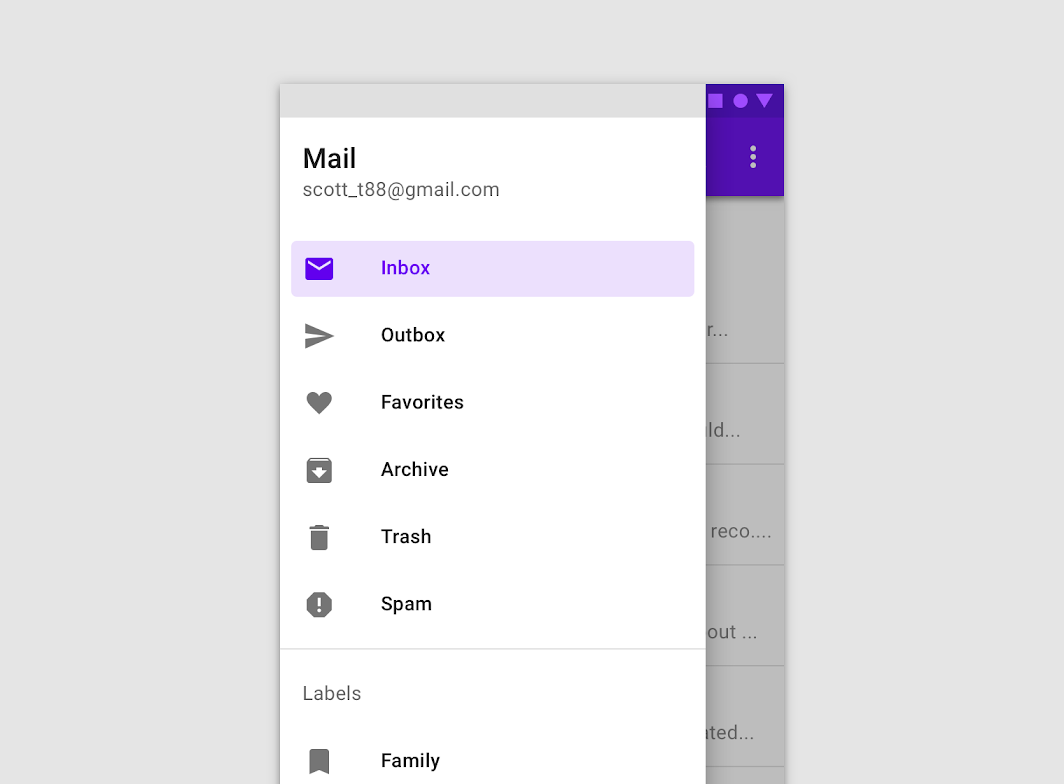 Mail
scott_t88@gmail.com
Inbox
Outbox
Favorites
Archive
Trash
Spam
Labels
Family
r...
ld...
reco....
out ...
ated...